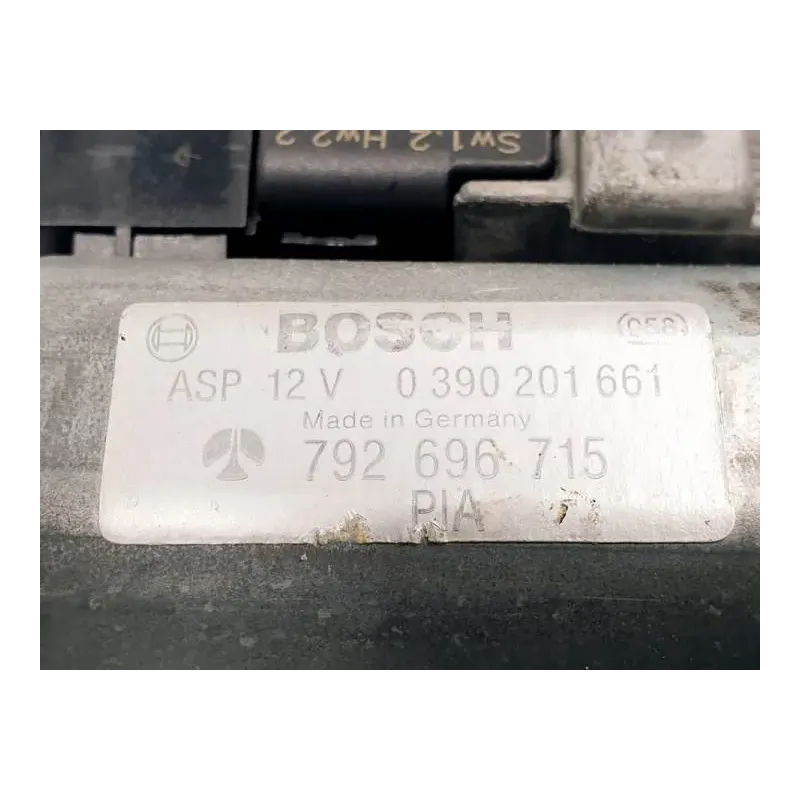 Sw1.2 Hw2.2
BOSCH 058
ASP 12 V 0 390 201 661
Made in Germany
792 696 715
PIA 7